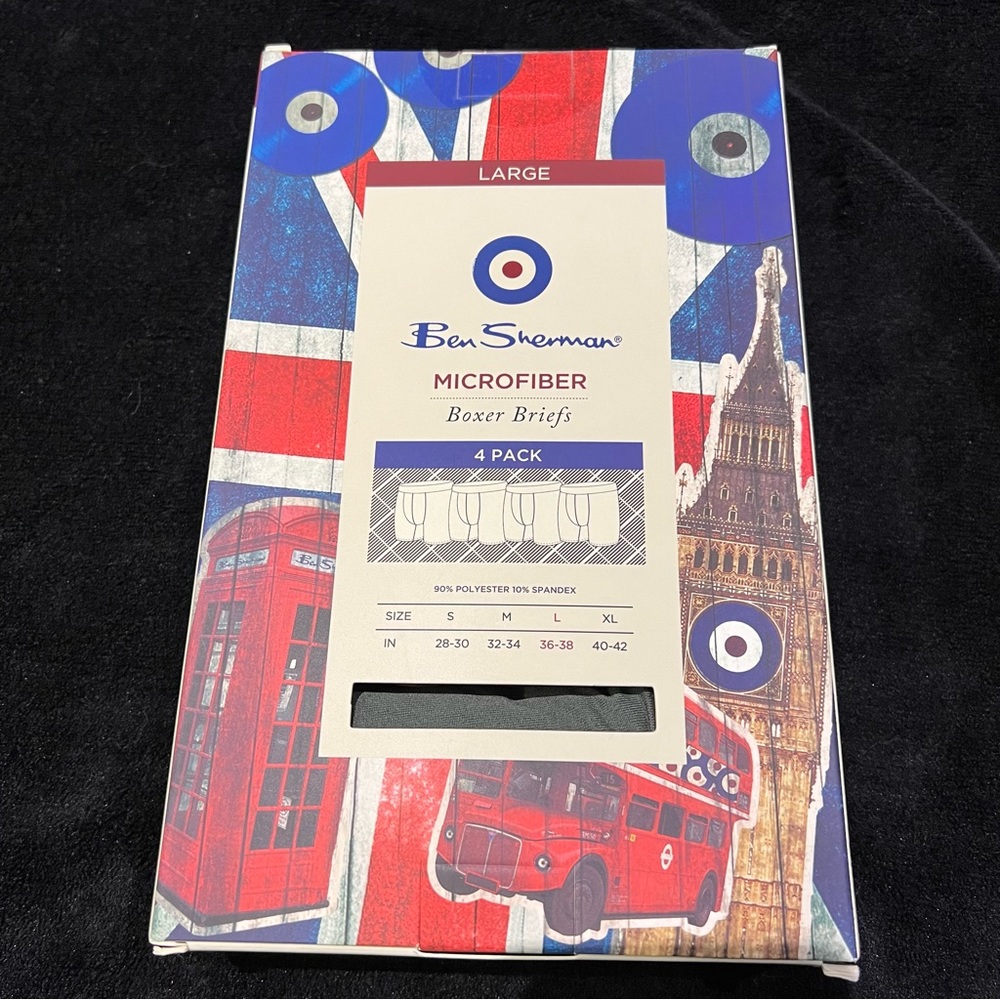 LARGE
Ben Sherman®
MICROFIBER
Boxer Briefs
4 PACK
90% POLYESTER 10% SPANDEX
SIZE S M L XL
IN 28-30 32-34 36-38 40-42
15